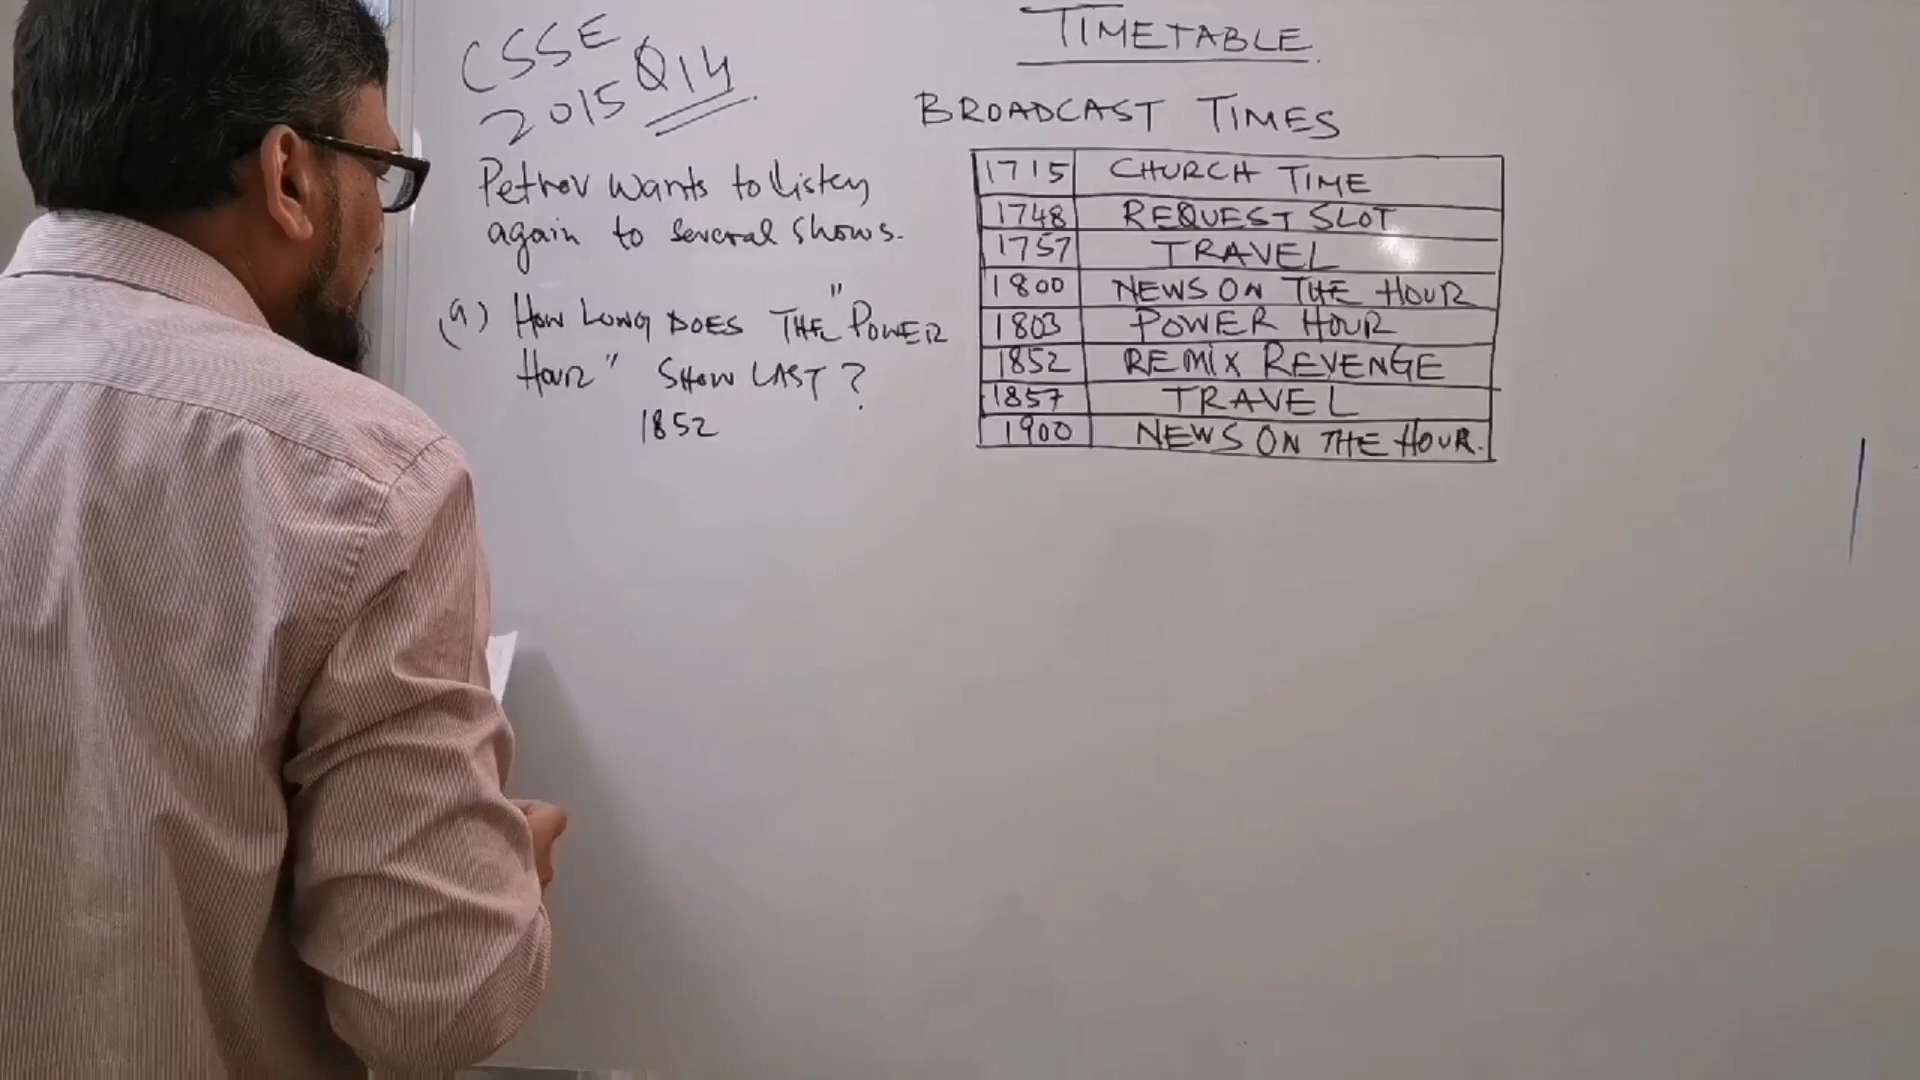 CSSE
2015 Q14
Petrov wants to listen
again to several shows.
(a) HOW LONG DOES THE "POWER
HOUR" SHOW LAST?
1852
TIMETABLE
BROADCAST TIMES
1715 CHURCH TIME
1748 REQUEST SLOT
1757 TRAVEL
1800 NEWS ON THE HOUR
1803 POWER HOUR
1852 REMIX REVENGE
1857 TRAVEL
1900 NEWS ON THE HOUR.